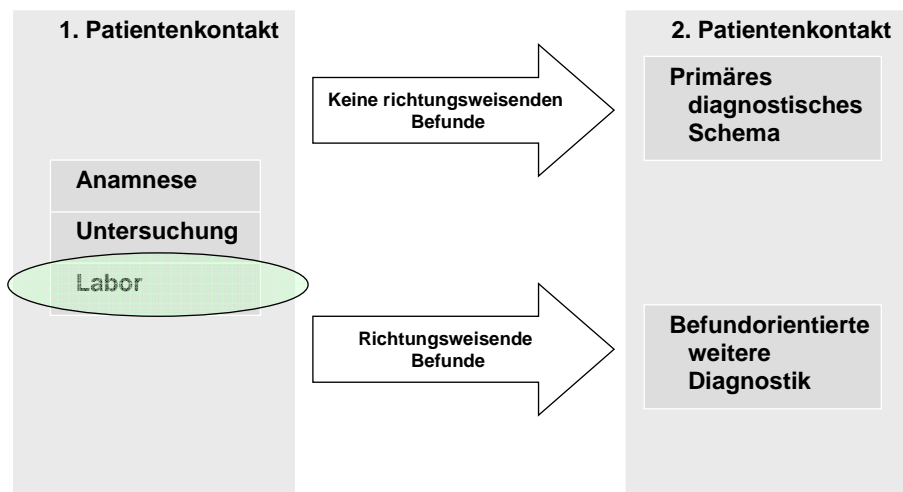 1. Patientenkontakt
Anamnese
Untersuchung
Labor
Keine richtungsweisenden
Befunde
Richtungsweisende
Befunde
2. Patientenkontakt
Primäres
diagnostisches
Schema
Befundorientierte
weitere
Diagnostik